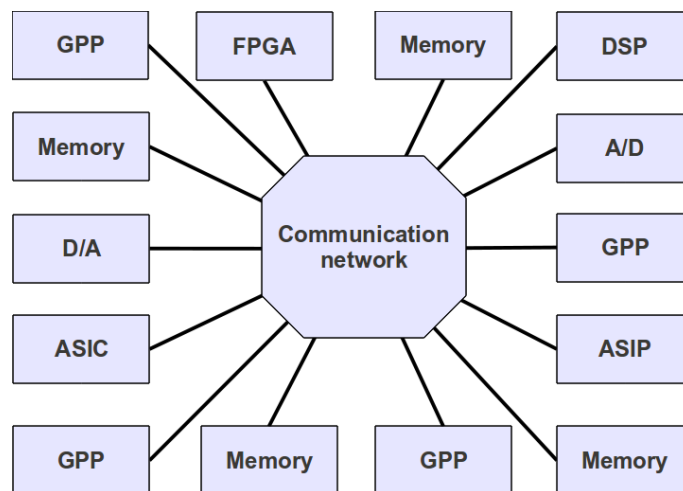 GPP
FPGA
Memory
DSP
Memory
A/D
D/A
Communication
network
GPP
ASIC
ASIP
GPP
Memory
GPP
Memory